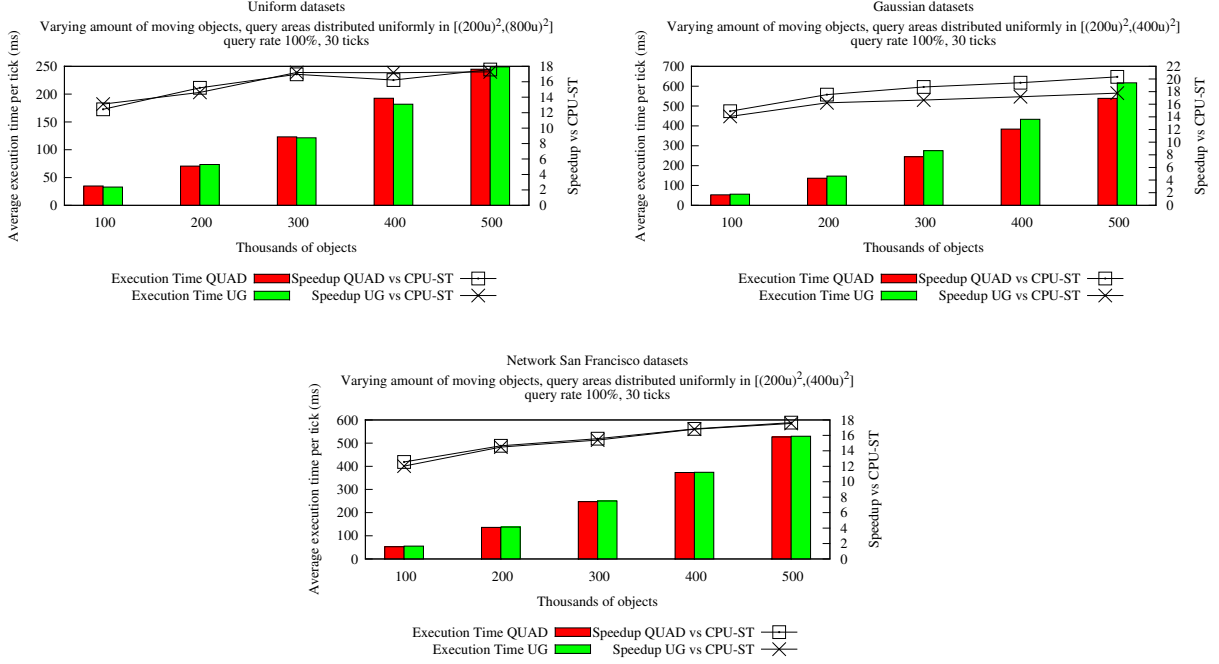 Uniform datasets
Varying amount of moving objects, query areas distributed uniformly in [(200u)²,(800u)²]
query rate 100%, 30 ticks
Average execution time per tick (ms)
250
200
150
100
50
0
18
16
14
12
10
8
6
4
2
0
Speedup vs CPU-ST
100 200 300 400 500
Thousands of objects
Execution Time QUAD Speedup QUAD vs CPU-ST
Execution Time UG Speedup UG vs CPU-ST
Gaussian datasets
Varying amount of moving objects, query areas distributed uniformly in [(200u)²,(400u)²]
query rate 100%, 30 ticks
Average execution time per tick (ms)
700
600
500
400
300
200
100
0
22
20
18
16
14
12
10
8
6
4
2
0
Speedup vs CPU-ST
100 200 300 400 500
Thousands of objects
Execution Time QUAD Speedup QUAD vs CPU-ST
Execution Time UG Speedup UG vs CPU-ST
Network San Francisco datasets
Varying amount of moving objects, query areas distributed uniformly in [(200u)²,(400u)²]
query rate 100%, 30 ticks
Average execution time per tick (ms)
600
500
400
300
200
100
0
18
16
14
12
10
8
6
4
2
0
Speedup vs CPU-ST
100 200 300 400 500
Thousands of objects
Execution Time QUAD Speedup QUAD vs CPU-ST
Execution Time UG Speedup UG vs CPU-ST